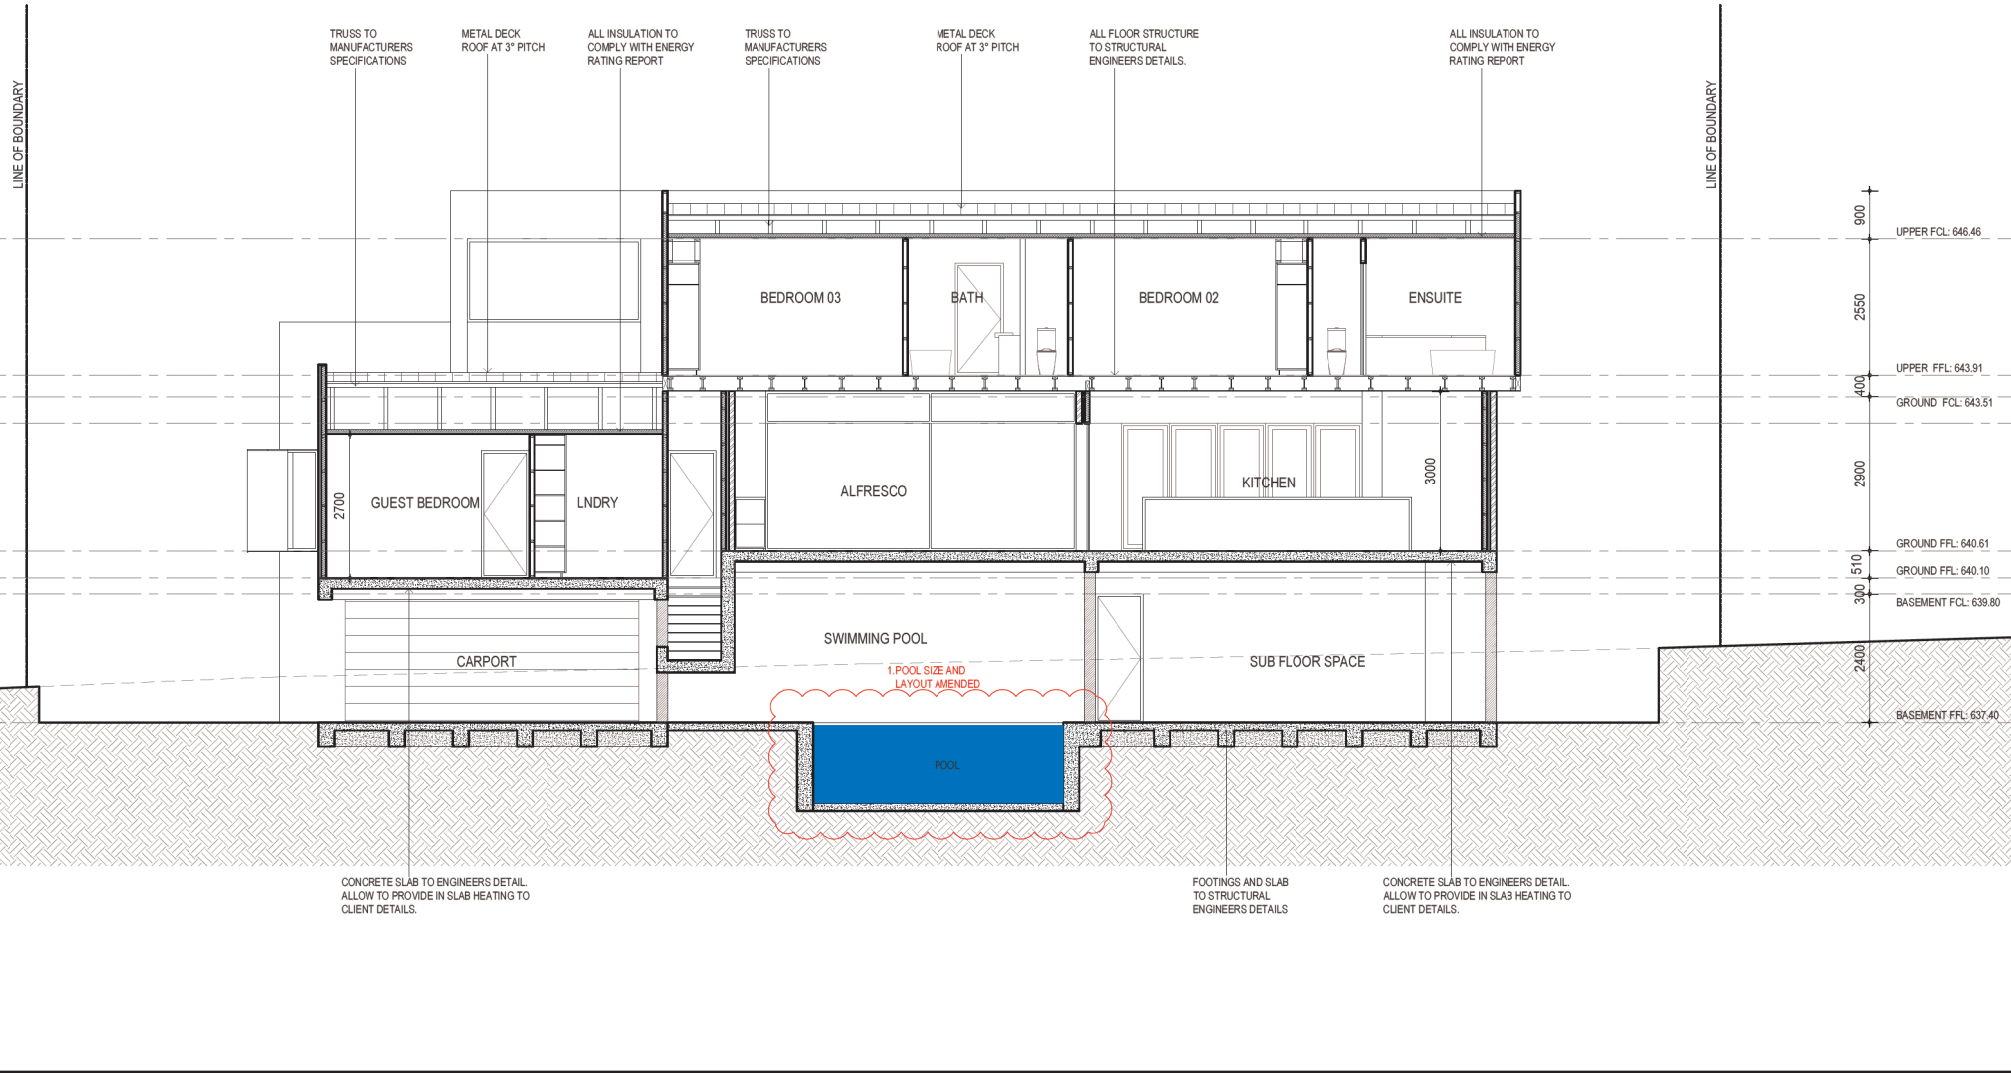 TRUSS TO
MANUFACTURERS
SPECIFICATIONS
METAL DECK
ROOF AT 3° PITCH
ALL INSULATION TO
COMPLY WITH ENERGY
RATING REPORT
TRUSS TO
MANUFACTURERS
SPECIFICATIONS
METAL DECK
ROOF AT 3° PITCH
ALL FLOOR STRUCTURE
TO STRUCTURAL
ENGINEERS DETAILS.
ALL INSULATION TO
COMPLY WITH ENERGY
RATING REPORT
LINE OF BOUNDARY
LINE OF BOUNDARY
900
UPPER FCL: 646.46
BEDROOM 03
BATH
BEDROOM 02
ENSUITE
2550
UPPER FFL: 643.91
400
GROUND FCL: 643.51
2700
GUEST BEDROOM
LNDRY
ALFRESCO
KITCHEN
3000
2900
GROUND FFL: 640.61
510
GROUND FFL: 640.10
300
BASEMENT FCL: 639.80
SWIMMING POOL
CARPORT
SUB FLOOR SPACE
2400
1.POOL SIZE AND
LAYOUT AMENDED
BASEMENT FFL: 637.40
POOL
CONCRETE SLAB TO ENGINEERS DETAIL.
ALLOW TO PROVIDE IN SLAB HEATING TO
CLIENT DETAILS.
FOOTINGS AND SLAB
TO STRUCTURAL
ENGINEERS DETAILS
CONCRETE SLAB TO ENGINEERS DETAIL.
ALLOW TO PROVIDE IN SLAB HEATING TO
CLIENT DETAILS.